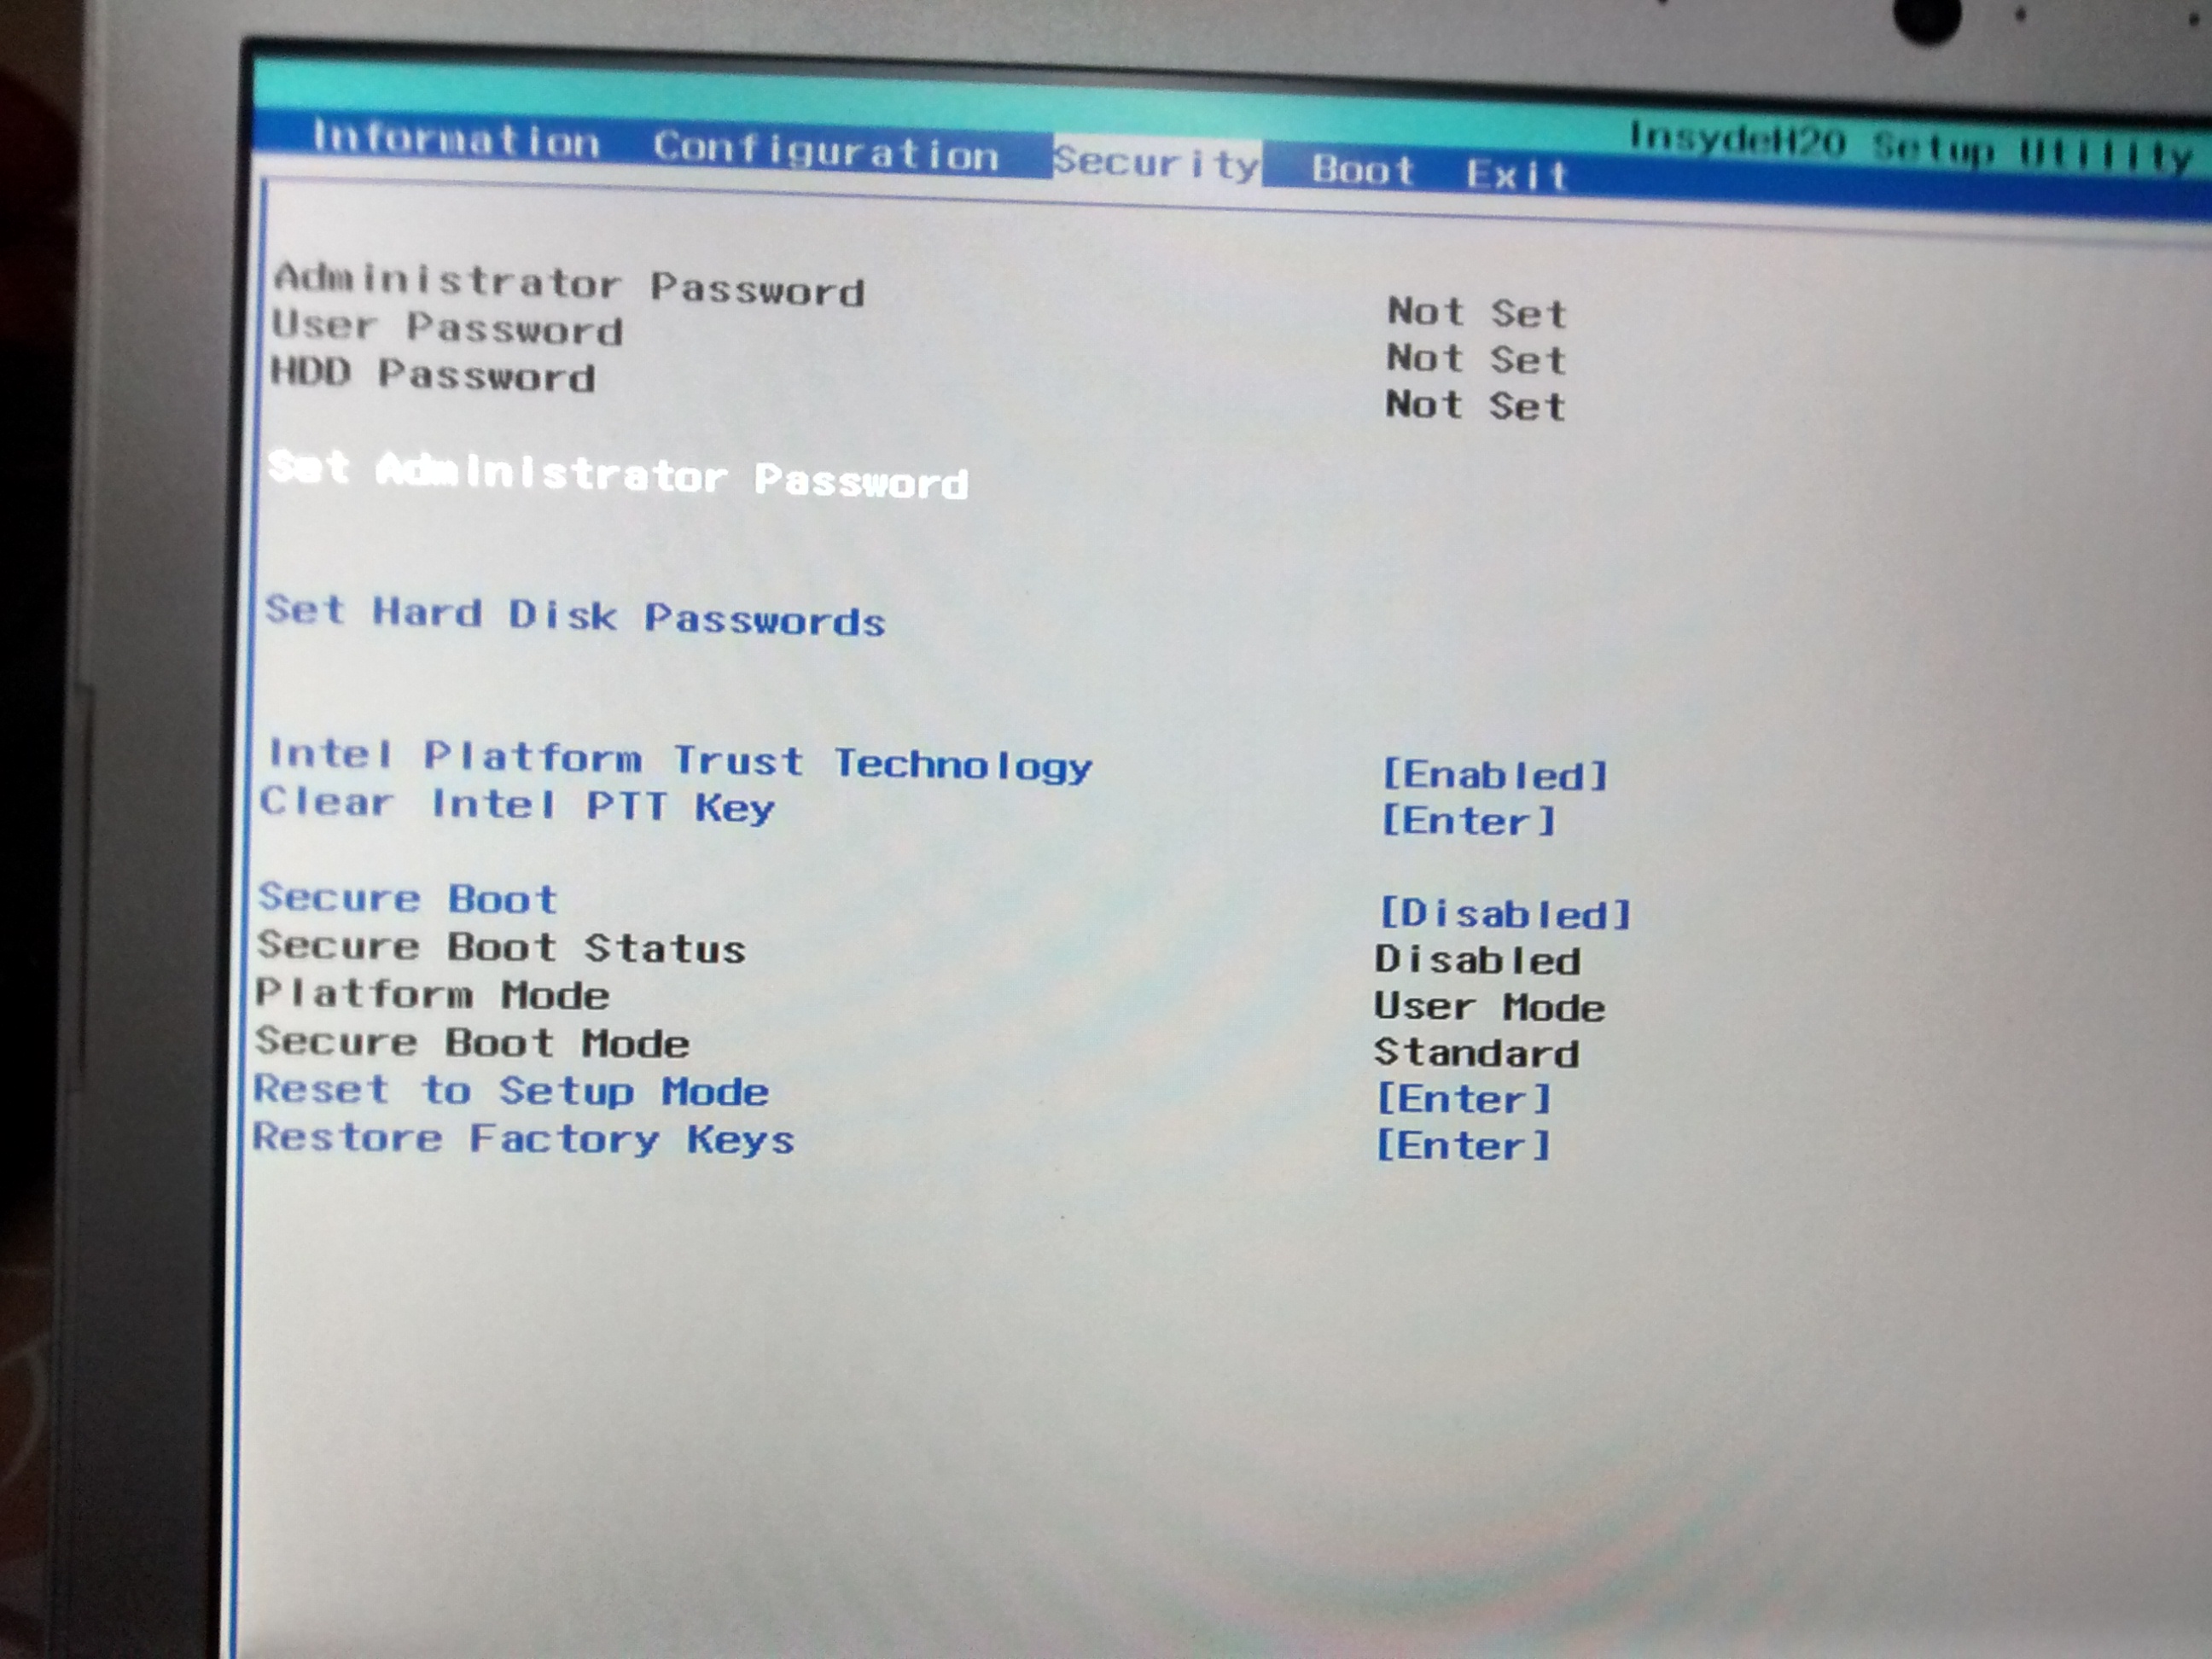 InsydeH20 Setup Utility
Information Configuration Security Boot Exit
Administrator Password Not Set
User Password Not Set
HDD Password Not Set
Set Administrator Password
Set Hard Disk Passwords
Intel Platform Trust Technology [Enabled]
Clear Intel PTT Key [Enter]
Secure Boot [Disabled]
Secure Boot Status Disabled
Platform Mode User Mode
Secure Boot Mode Standard
Reset to Setup Mode [Enter]
Restore Factory Keys [Enter]